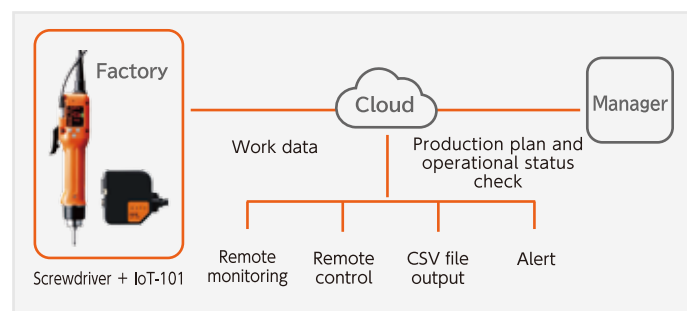 Factory
Cloud
Manager
Work data
Production plan and
operational status
check
Remote
monitoring
Remote
control
CSV file
output
Alert
Screwdriver + IoT-101